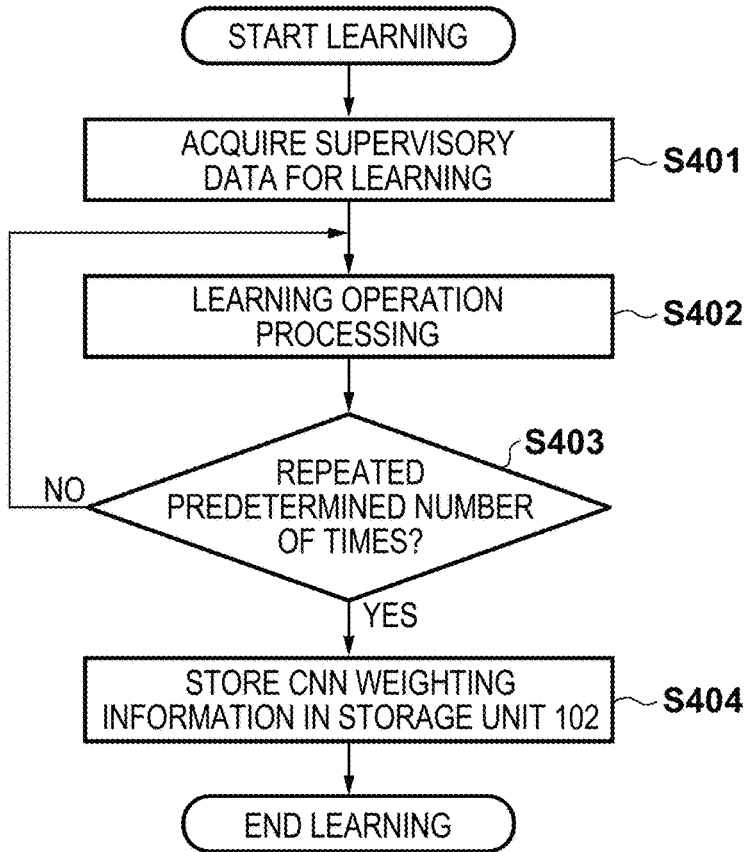 START LEARNING
ACQUIRE SUPERVISORY
DATA FOR LEARNING
S401
LEARNING OPERATION
PROCESSING
S402
S403
REPEATED
PREDETERMINED NUMBER
OF TIMES?
NO
YES
STORE CNN WEIGHTING
INFORMATION IN STORAGE UNIT 102
S404
END LEARNING